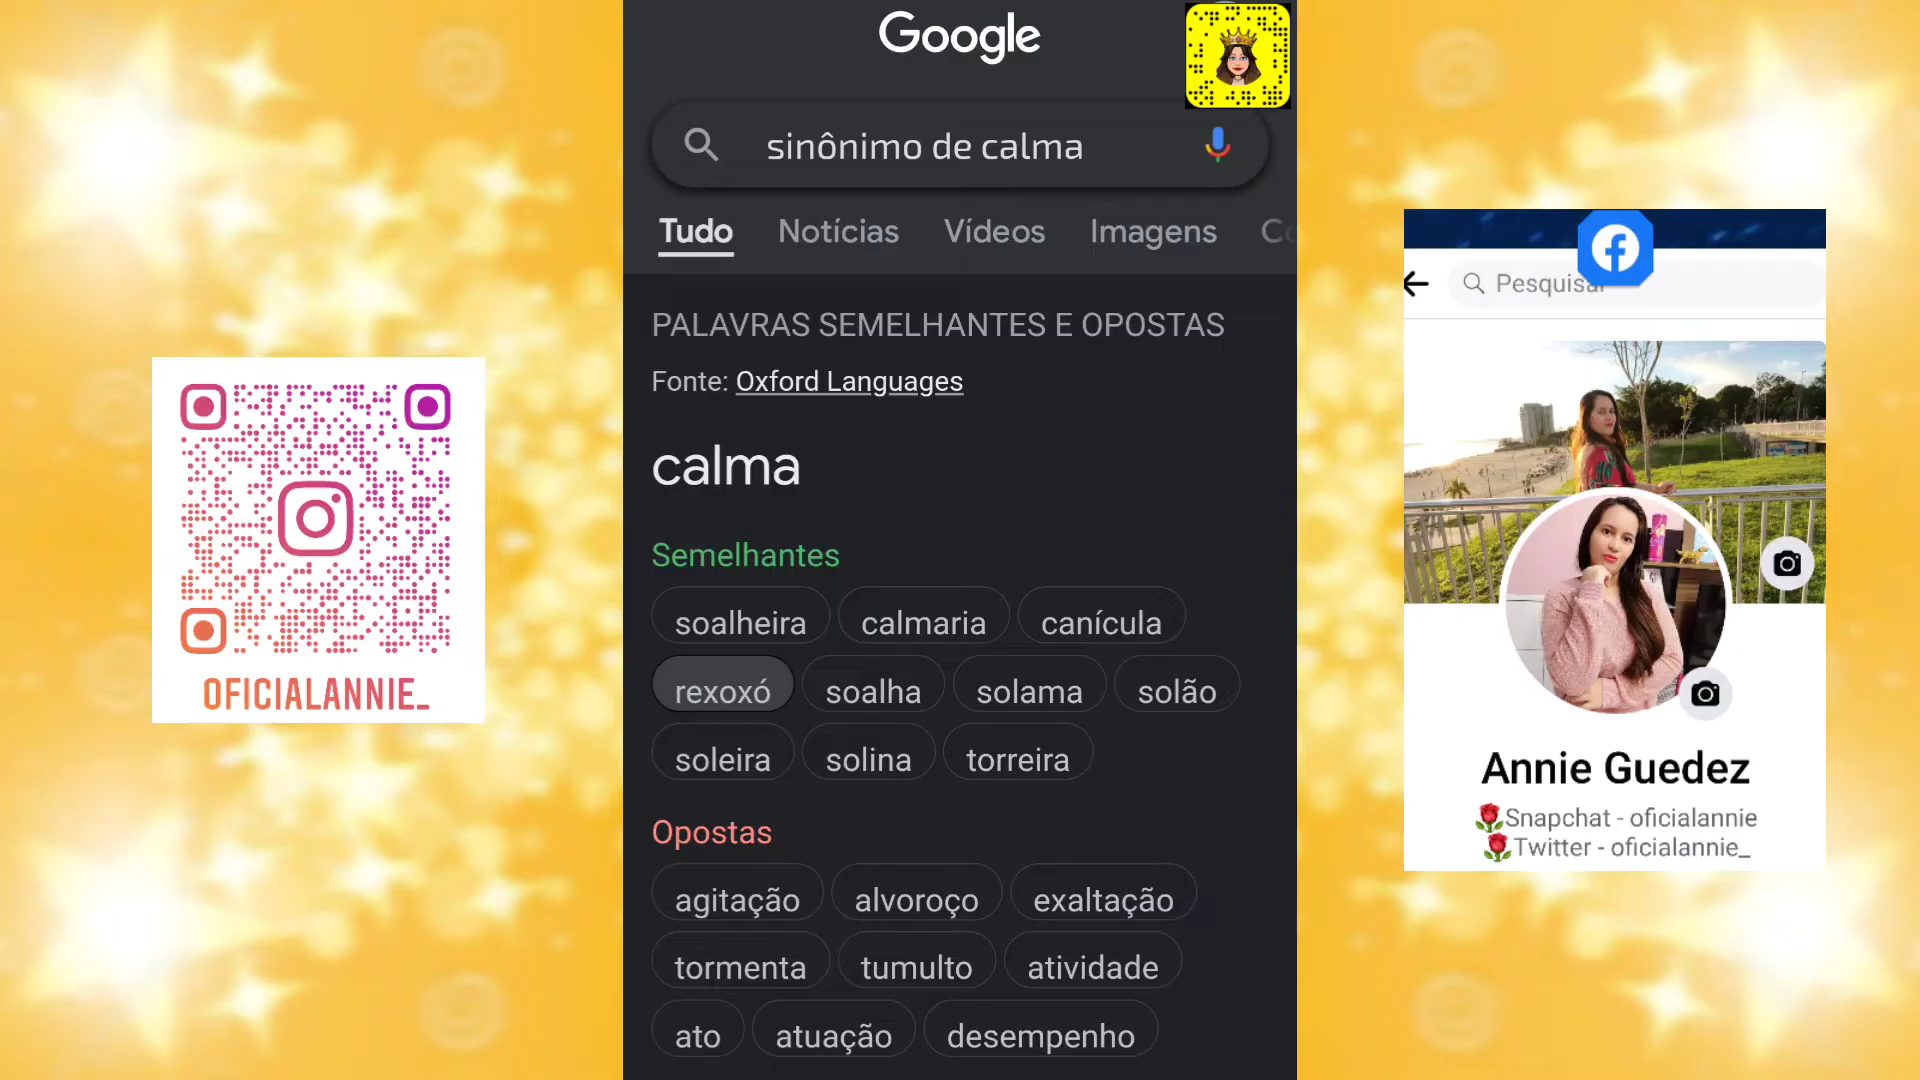 Google
sinônimo de calma
Tudo Notícias Vídeos Imagens
PALAVRAS SEMELHANTES E OPOSTAS
Fonte: Oxford Languages
calma
Semelhantes
soalheira calmaria canícula
rexoxó soalha solama solão
soleira solina torreira
Opostas
agitação alvoroço exaltação
tormenta tumulto atividade
ato atuação desempenho
OFICIALANNIE_
Pesquisar
Annie Guedez
Snapchat - oficialannie
Twitter - oficialannie_